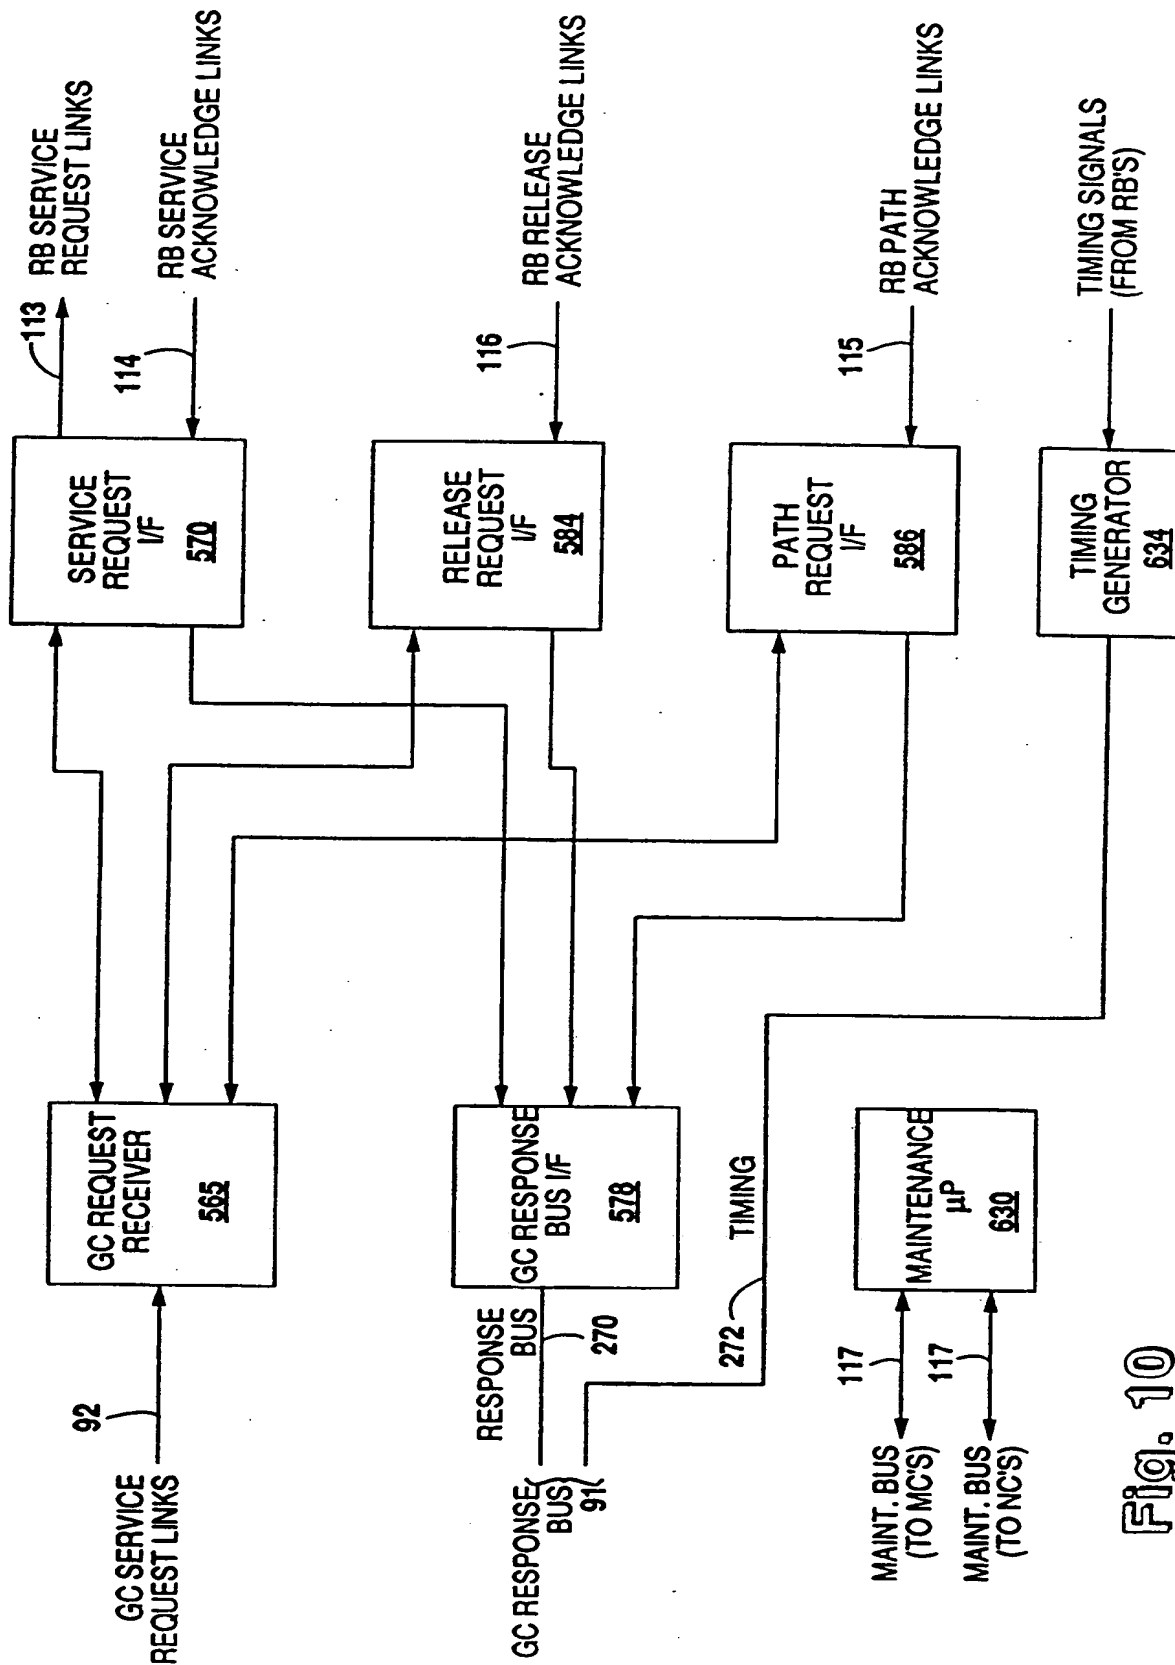 GC SERVICE
REQUEST LINKS
92
GC REQUEST
RECEIVER
565
SERVICE
REQUEST
I/F
570
113
RB SERVICE
REQUEST LINKS
114
RB SERVICE
ACKNOWLEDGE LINKS
GC RESPONSE
BUS
91
RESPONSE
BUS
270
GC RESPONSE
BUS I/F
578
RELEASE
REQUEST
I/F
584
116
RB RELEASE
ACKNOWLEDGE LINKS
272
TIMING
PATH
REQUEST
I/F
586
115
RB PATH
ACKNOWLEDGE LINKS
MAINT. BUS
(TO MC'S)
117
MAINT. BUS
(TO NC'S)
117
MAINTENANCE
µP
630
TIMING
GENERATOR
634
TIMING SIGNALS
(FROM RB'S)
Fig. 10